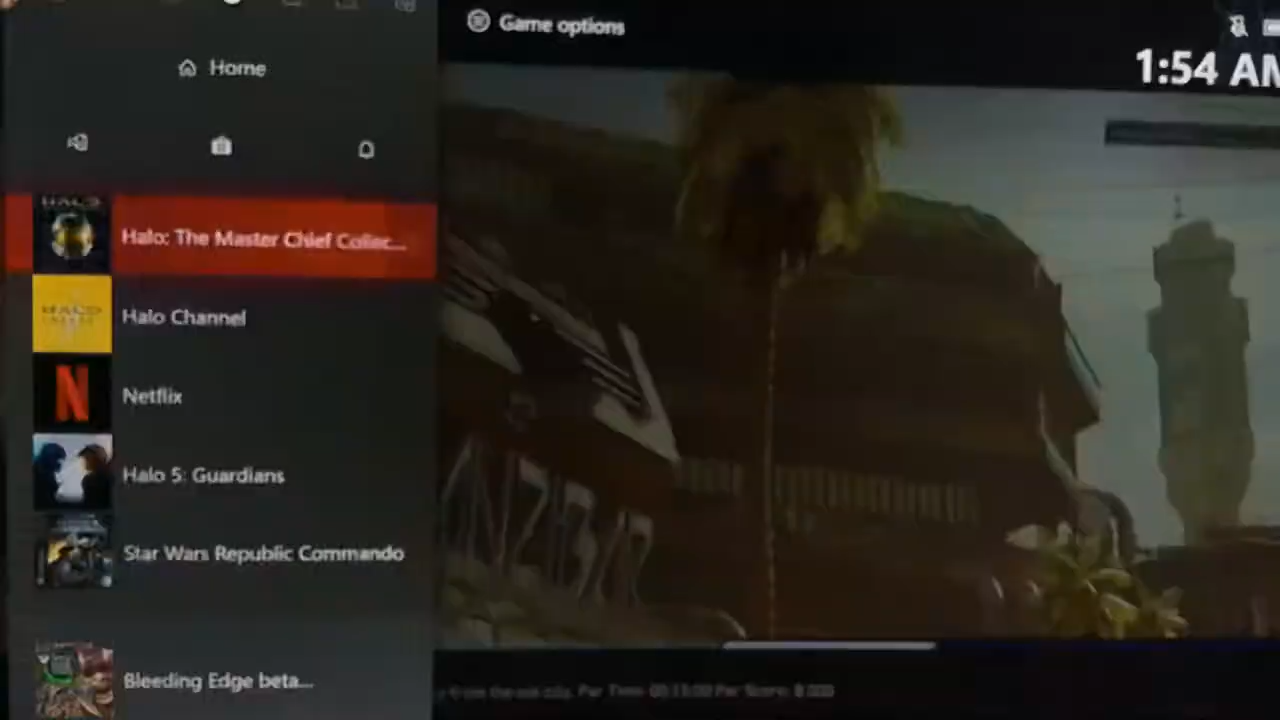 Game options
1:54 AM
Home
Halo: The Master Chief Collec...
Halo Channel
Netflix
N
Halo 5: Guardians
Star Wars Republic Commando
Bleeding Edge beta...